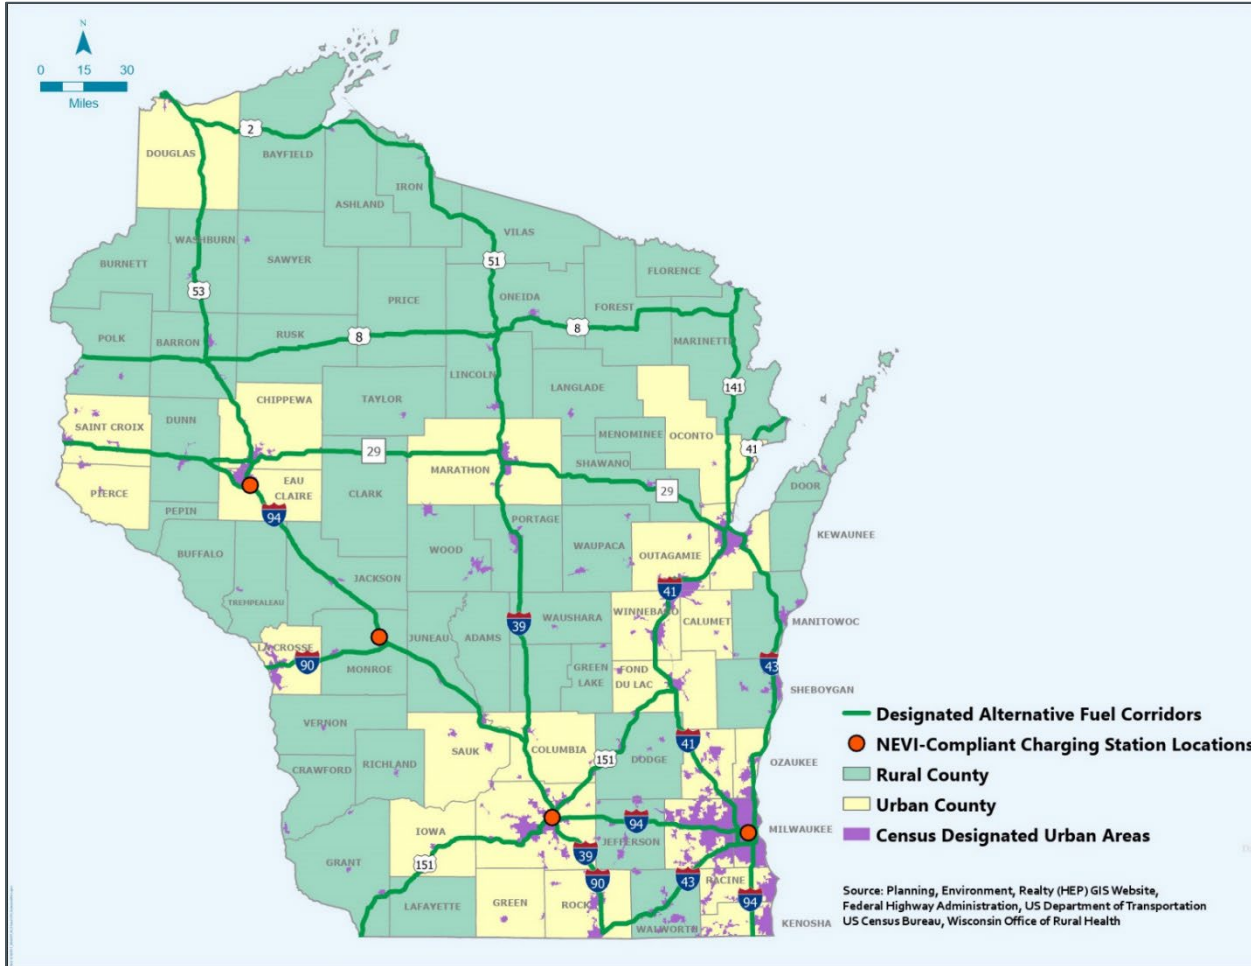 N
0 15 30
Miles
2
DOUGLAS
BAYFIELD
IRON
ASHLAND
VILAS
WASHBURN
SAWYER
BURNETT
51
FLORENCE
53
PRICE
ONEIDA
FOREST
8
8
RUSK
POLK
BARRON
MARINETTE
LINCOLN
141
LANGLADE
CHIPPEWA
TAYLOR
DUNN
SAINT CROIX
MENOMINEE
OCONTO
41
29
MARATHON
SHAWANO
EAU
CLAIRE
CLARK
29
DOOR
PIERCE
PEPIN
94
PORTAGE
KEWAUNEE
BUFFALO
WOOD
WAUPACA
OUTAGAMIE
JACKSON
41
TREMPEALEAU
WINNEBAGO
WAUSHARA
CALUMET
MANITOWOC
39
JUNEAU
ADAMS
LA CROSSE
90
MONROE
GREEN
LAKE
FOND
DU LAC
43
SHEBOYGAN
VERNON
SAUK
COLUMBIA
41
151
DODGE
OZAUKEE
RICHLAND
CRAWFORD
94
MILWAUKEE
IOWA
JEFFERSON
39
151
GRANT
90
43
RACINE
94
LAFAYETTE
GREEN
ROCK
WALWORTH
KENOSHA
Designated Alternative Fuel Corridors
NEVI-Compliant Charging Station Locations
Rural County
Urban County
Census Designated Urban Areas
Source: Planning, Environment, Realty (HEP) GIS Website,
Federal Highway Administration, US Department of Transportation
US Census Bureau, Wisconsin Office of Rural Health